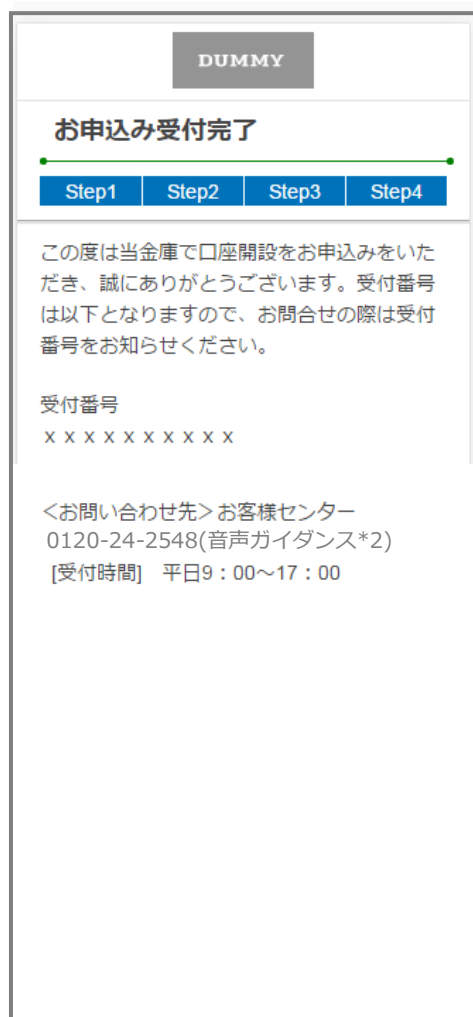 DUMMY
お申込み受付完了
Step1 Step2 Step3 Step4
この度は当金庫で口座開設をお申込みをいた
だき、誠にありがとうございます。受付番号
は以下となりますので、お問合せの際は受付
番号をお知らせください。
受付番号
ｘｘｘｘｘｘｘｘｘｘ
＜お問い合わせ先＞お客様センター
0120-24-2548(音声ガイダンス*2)
[受付時間]　平日9：00～17：00